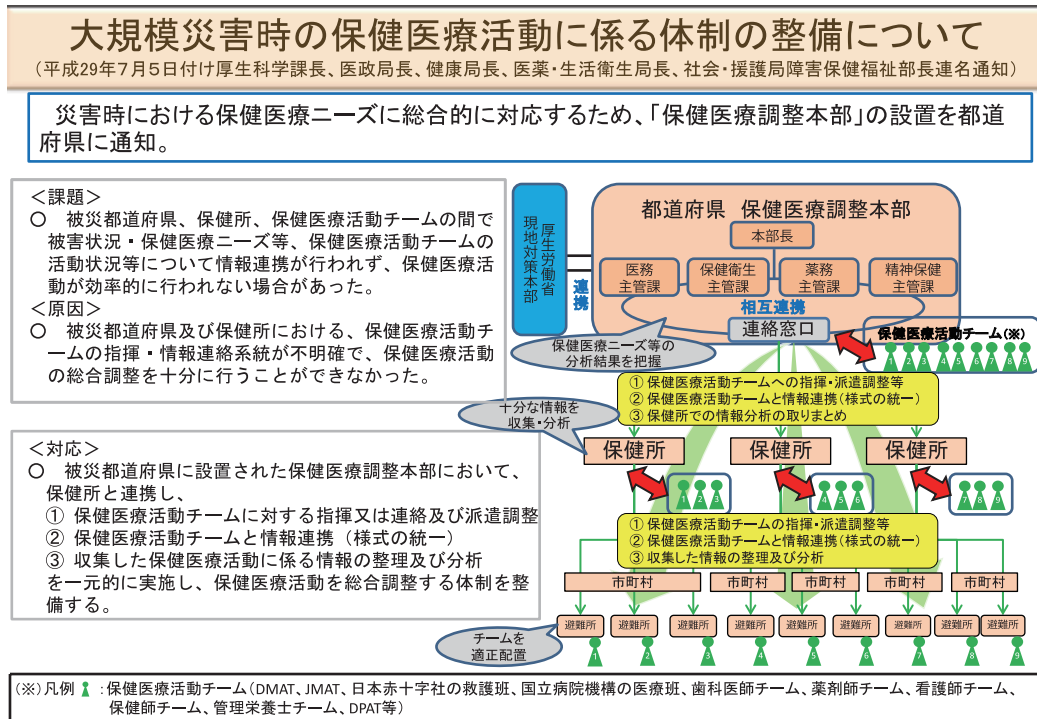 大規模災害時の保健医療活動に係る体制の整備について
（平成29年７月５日付け厚生科学課長、医政局長、健康局長、医薬・生活衛生局長、社会・援護局障害保健福祉部長連名通知）
災害時における保健医療ニーズに総合的に対応するため、「保健医療調整本部」の設置を都道
府県に通知。
＜課題＞
○　被災都道府県、保健所、保健医療活動チームの間で
被害状況・保健医療ニーズ等、保健医療活動チームの
活動状況等について情報連携が行われず、保健医療活
動が効率的に行われない場合があった。
＜原因＞
○　被災都道府県及び保健所における、保健医療活動チ
ームの指揮・情報連絡系統が不明確で、保健医療活動
の総合調整を十分に行うことができなかった。
＜対応＞
○　被災都道府県に設置された保健医療調整本部において、
保健所と連携し、
①　保健医療活動チームに対する指揮又は連絡及び派遣調整
②　保健医療活動チームと情報連携（様式の統一）
③　収集した保健医療活動に係る情報の整理及び分析
を一元的に実施し、保健医療活動を総合調整する体制を整
備する。
厚生労働省
現地対策本部
連携
都道府県　保健医療調整本部
本部長
医務
主管課
保健衛生
主管課
薬務
主管課
精神保健
主管課
相互連携
連絡窓口
保健医療ニーズ等の
分析結果を把握
保健医療活動チーム（※）
1 2 3 4 5 6 7 8 9
① 保健医療活動チームへの指揮・派遣調整等
② 保健医療活動チームと情報連携（様式の統一）
③ 保健所での情報分析の取りまとめ
十分な情報を
収集・分析
保健所 保健所 保健所
1 2 3
4 5 6
7 8 9
① 保健医療活動チームの指揮・派遣調整等
② 保健医療活動チームと情報連携（様式の統一）
③ 収集した情報の整理及び分析
市町村 市町村 市町村 市町村 市町村
避難所 避難所 避難所 避難所 避難所 避難所 避難所 避難所 避難所
チームを
適正配置
1 2 3 4 5 6 7 8 9
（※）凡例 ：保健医療活動チーム（DMAT、JMAT、日本赤十字社の救護班、国立病院機構の医療班、歯科医師チーム、薬剤師チーム、看護師チーム、
保健師チーム、管理栄養士チーム、DPAT等）